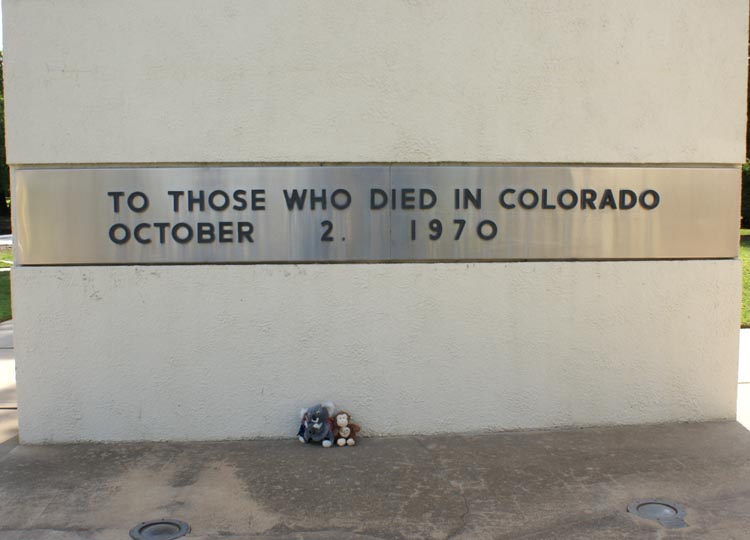 TO THOSE WHO DIED IN COLORADO
OCTOBER 2. 1970